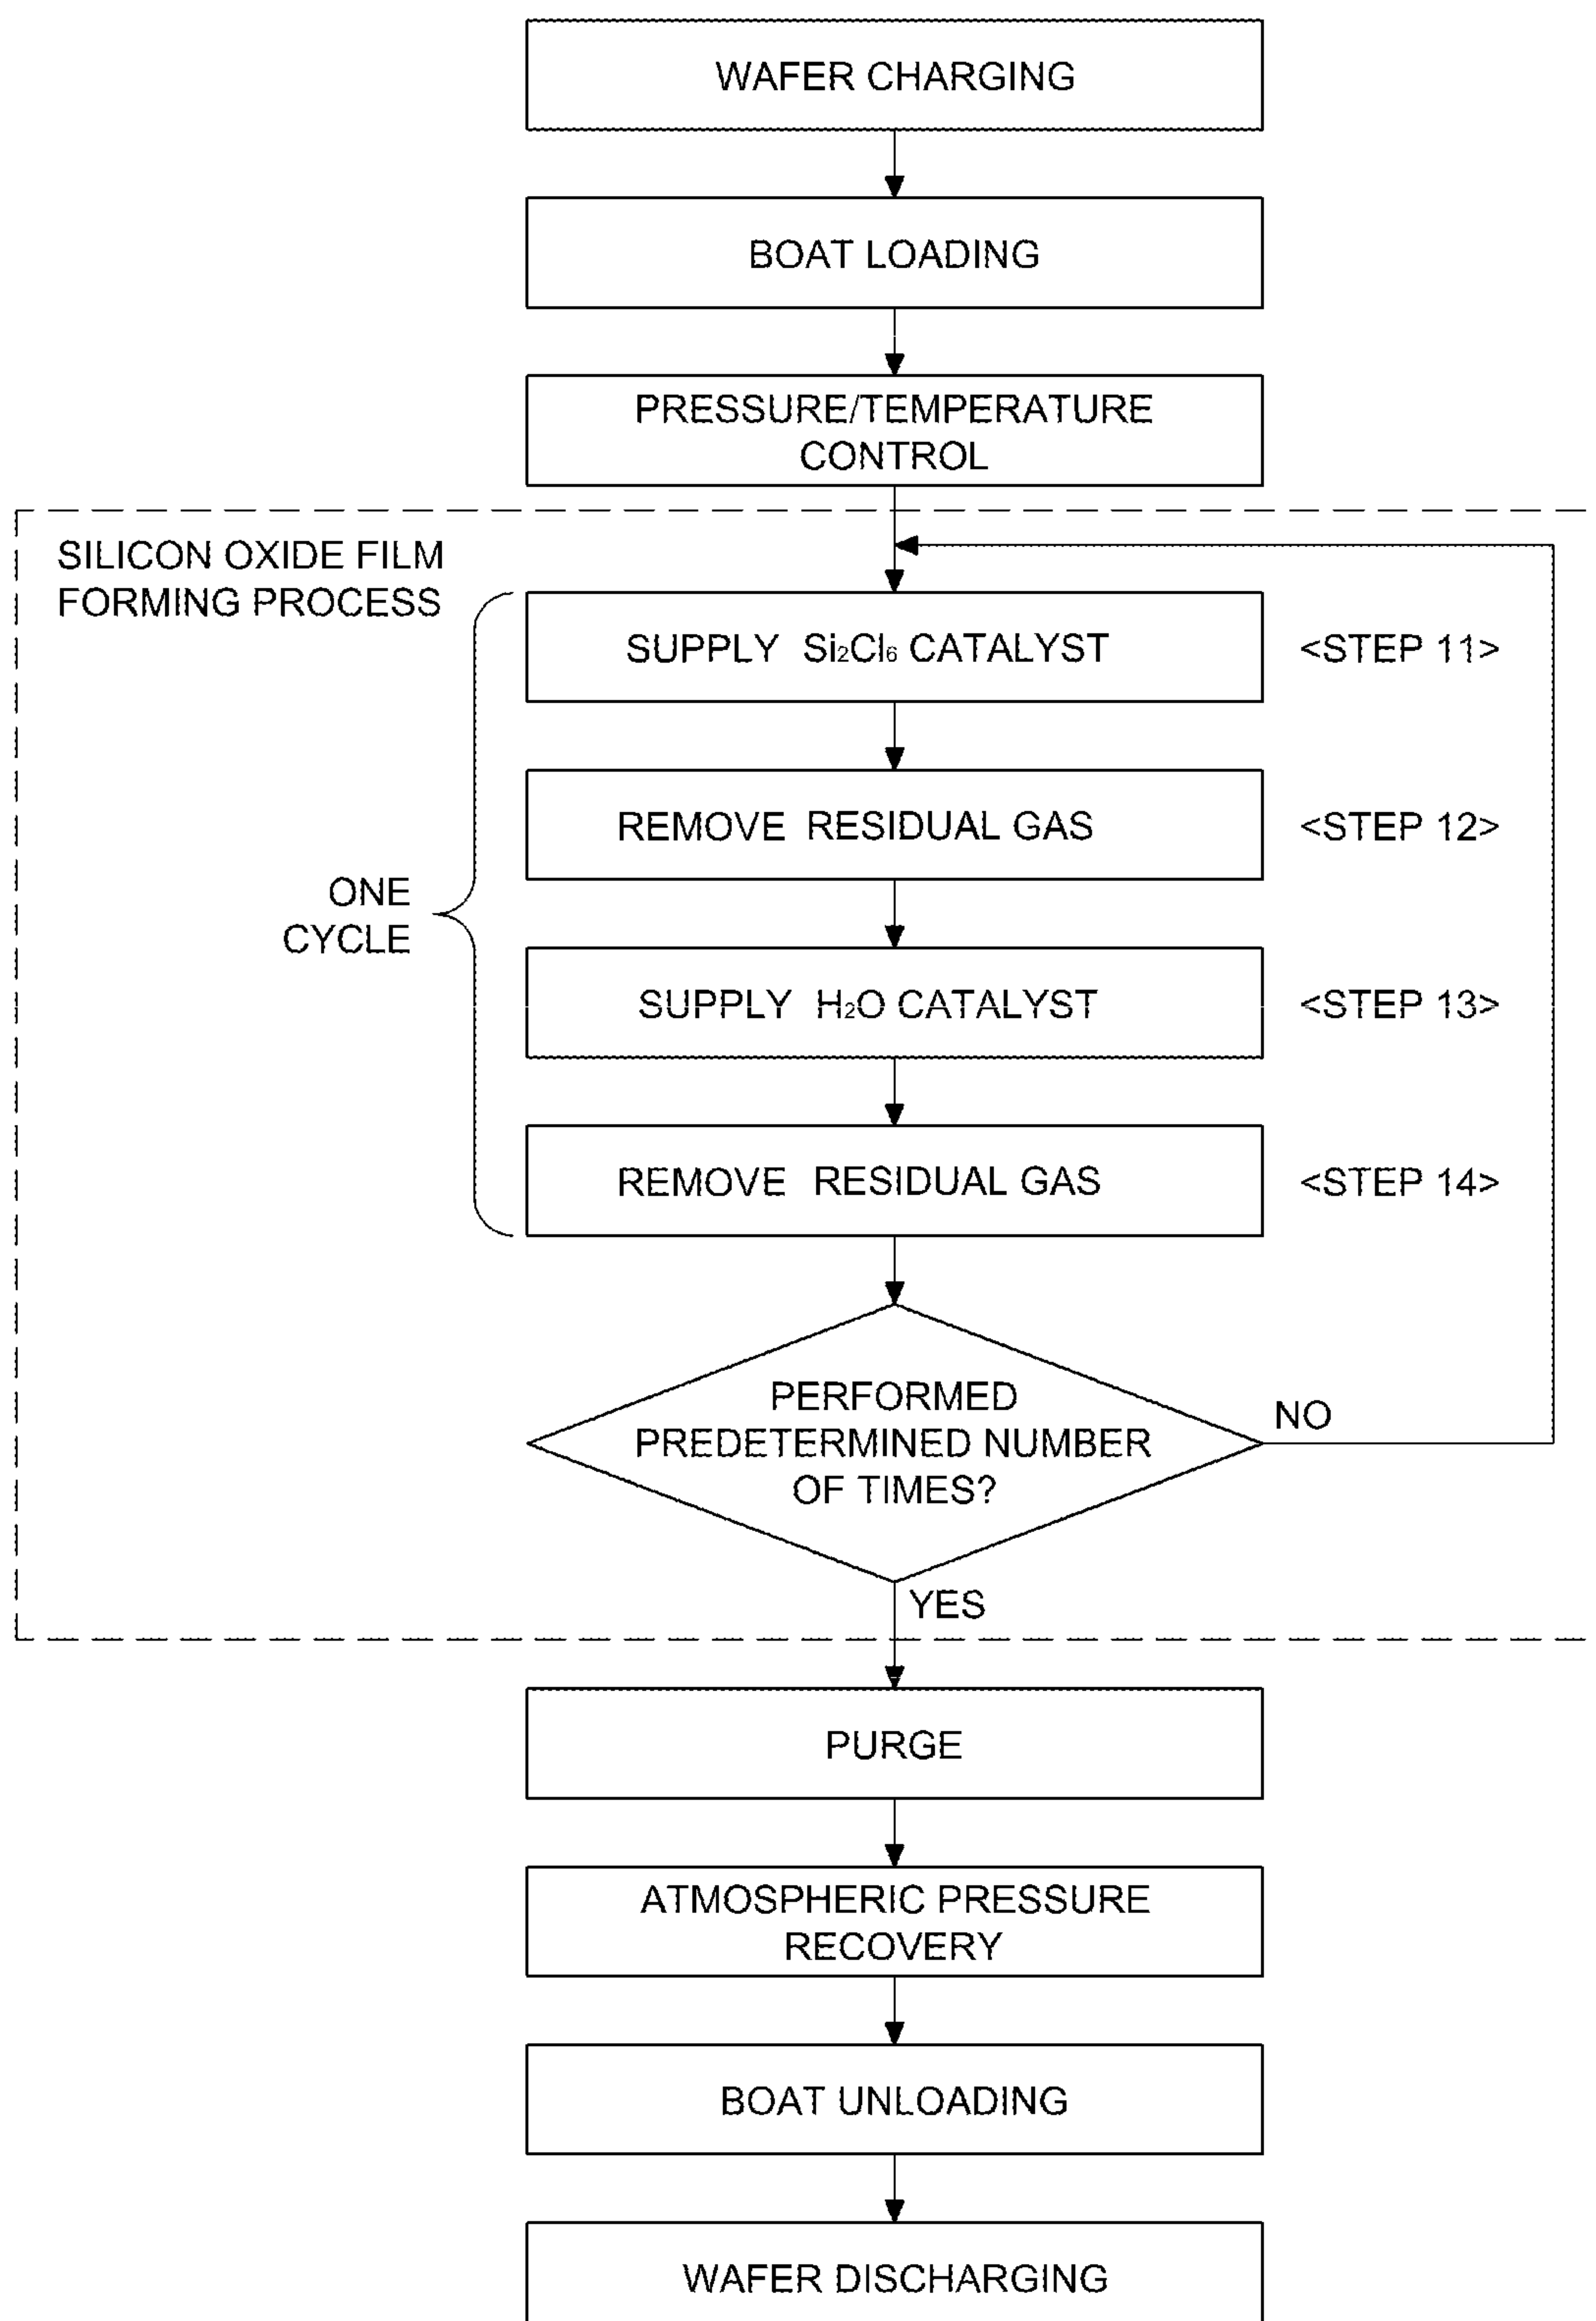 WAFER CHARGING
BOAT LOADING
PRESSURE/TEMPERATURE
CONTROL
SILICON OXIDE FILM
FORMING PROCESS
SUPPLY Si₂Cl₆ CATALYST
<STEP 11>
REMOVE RESIDUAL GAS
<STEP 12>
ONE
CYCLE
SUPPLY H₂O CATALYST
<STEP 13>
REMOVE RESIDUAL GAS
<STEP 14>
PERFORMED
PREDETERMINED NUMBER
OF TIMES?
NO
YES
PURGE
ATMOSPHERIC PRESSURE
RECOVERY
BOAT UNLOADING
WAFER DISCHARGING